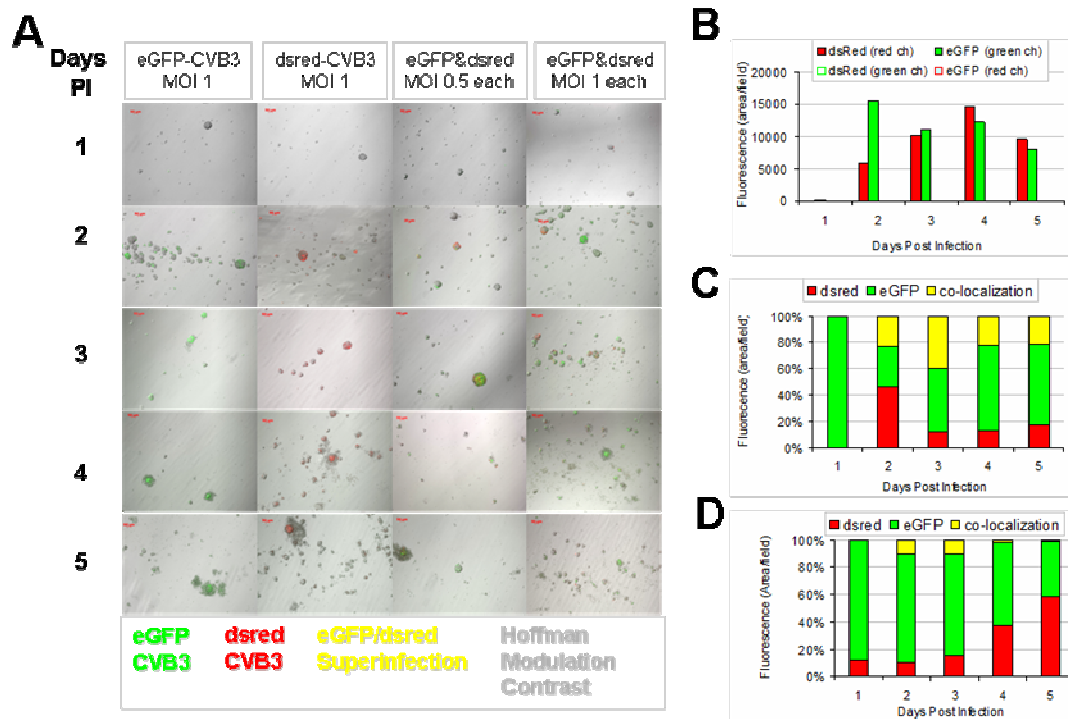 A
Days
PI
eGFP-CVB3
MOI 1
dsred-CVB3
MOI 1
eGFP&dsred
MOI 0.5 each
eGFP&dsred
MOI 1 each
1
2
3
4
5
eGFP
CVB3
dsred
CVB3
eGFP/dsred
Superinfection
Hoffman
Modulation
Contrast
B
dsRed (red ch)
eGFP (green ch)
dsRed (green ch)
eGFP (red ch)
Fluorescence (area/field)
20000
15000
10000
5000
0
1 2 3 4 5
Days Post Infection
C
dsred eGFP co-localization
Fluorescence (area/field)
100%
80%
60%
40%
20%
0%
1 2 3 4 5
Days Post Infection
D
dsred eGFP co-localization
Fluorescence (Area/field)
100%
80%
60%
40%
20%
0%
1 2 3 4 5
Days Post Infection